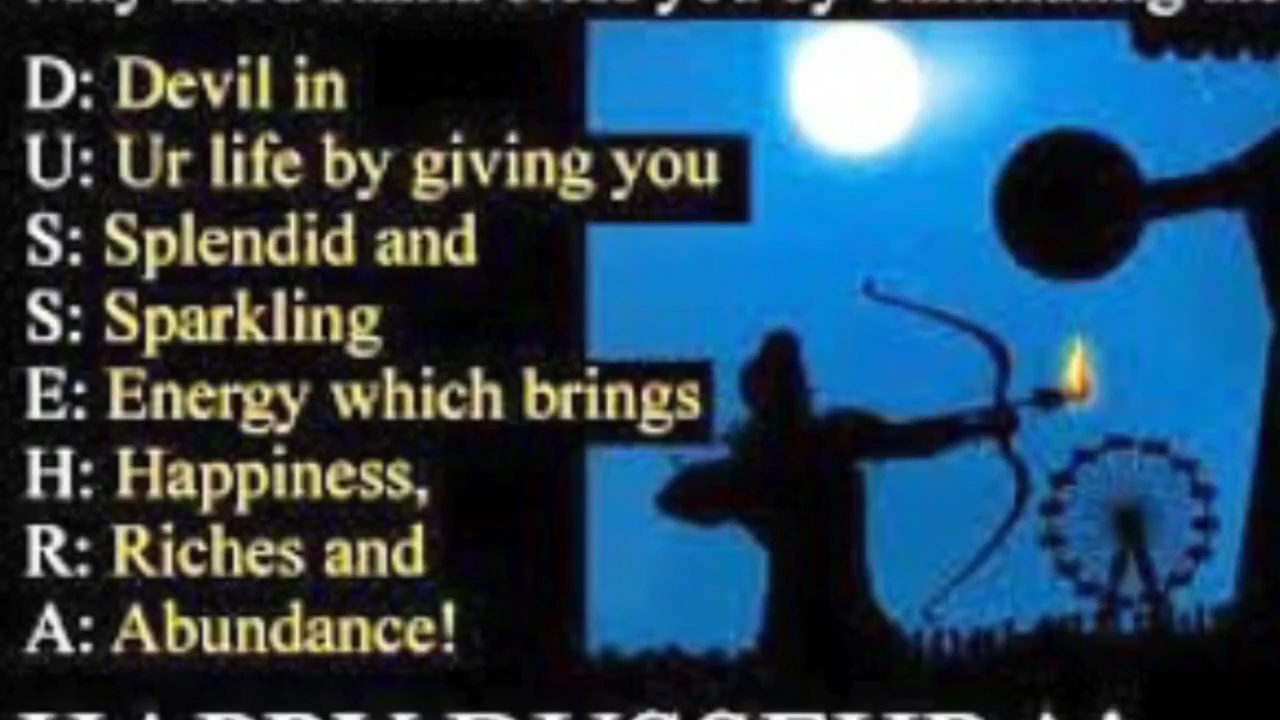 D: Devil in
U: Ur life by giving you
S: Splendid and
S: Sparkling
E: Energy which brings
H: Happiness,
R: Riches and
A: Abundance!